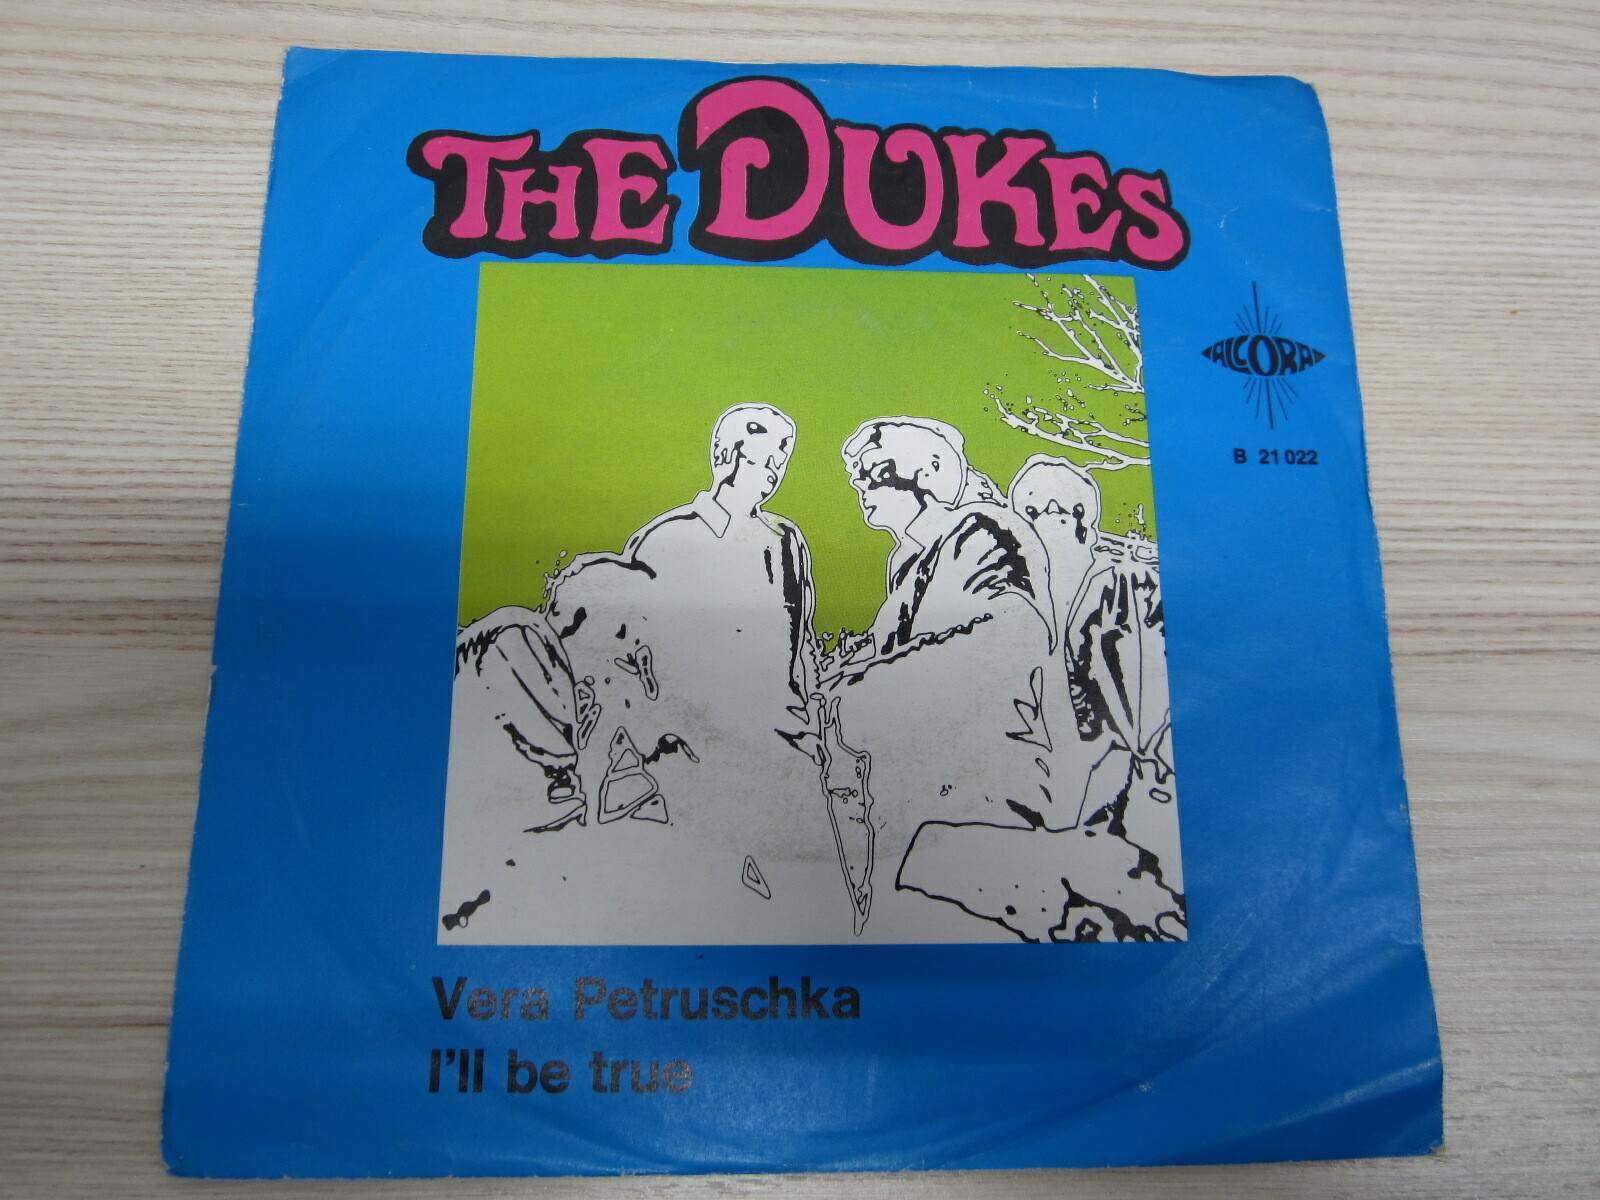 THE DUKES
ALCORA
B 21 022
Vera Petruschka
I'll be true